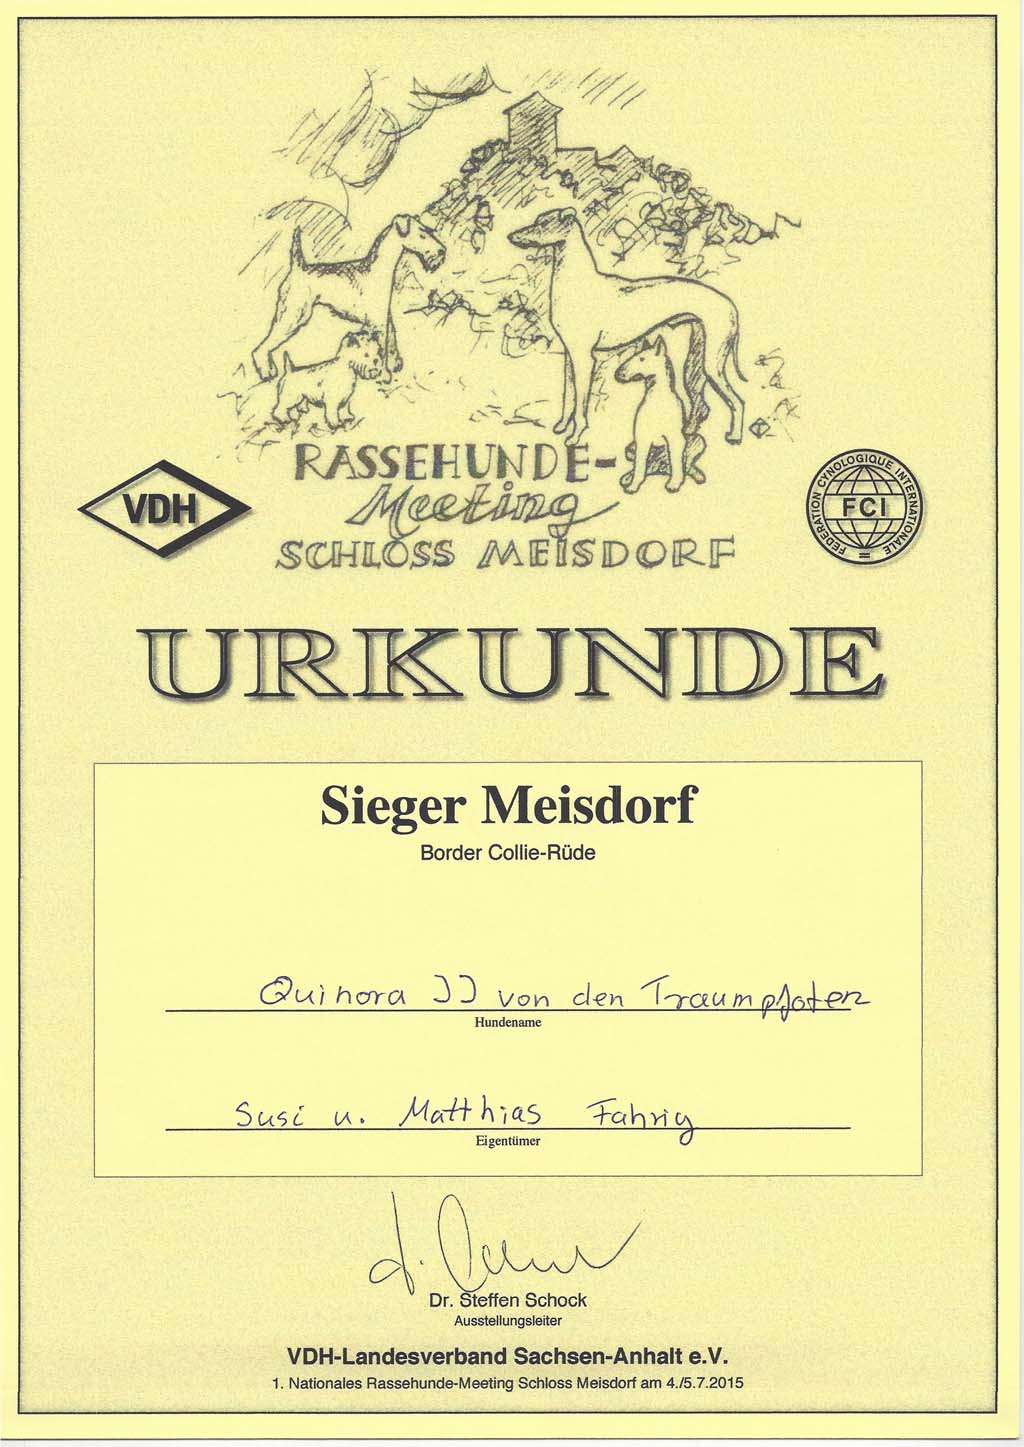 RASSEHUNDE-
Meeting
SCHLOSS MEISDORF
VDH
FEDERATION CYNOLOGIQUE INTERNATIONALE
FCI
URKUNDE
Sieger Meisdorf
Border Collie-Rüde
Quinora JJ von den Traumpfoten
Hundename
Susi u. Matthias Fahrig
Eigentümer
Dr. Steffen Schock
Ausstellungsleiter
VDH-Landesverband Sachsen-Anhalt e.V.
1. Nationales Rassehunde-Meeting Schloss Meisdorf am 4./5.7.2015